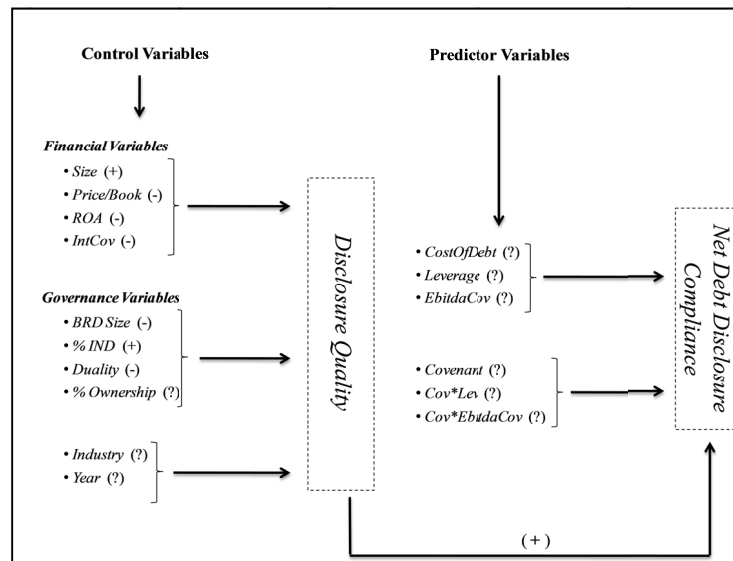 Control Variables
Financial Variables
• Size (+)
• Price/Book (-)
• ROA (-)
• IntCov (-)
Governance Variables
• BRD Size (-)
• % IND (+)
• Duality (-)
• % Ownership (?)
• Industry (?)
• Year (?)
Disclosure Quality
Predictor Variables
• CostOfDebt (?)
• Leverage (?)
• EbitdaCov (?)
• Covenant (?)
• Cov*Lev (?)
• Cov*EbitdaCov (?)
Net Debt Disclosure
Compliance
(+)